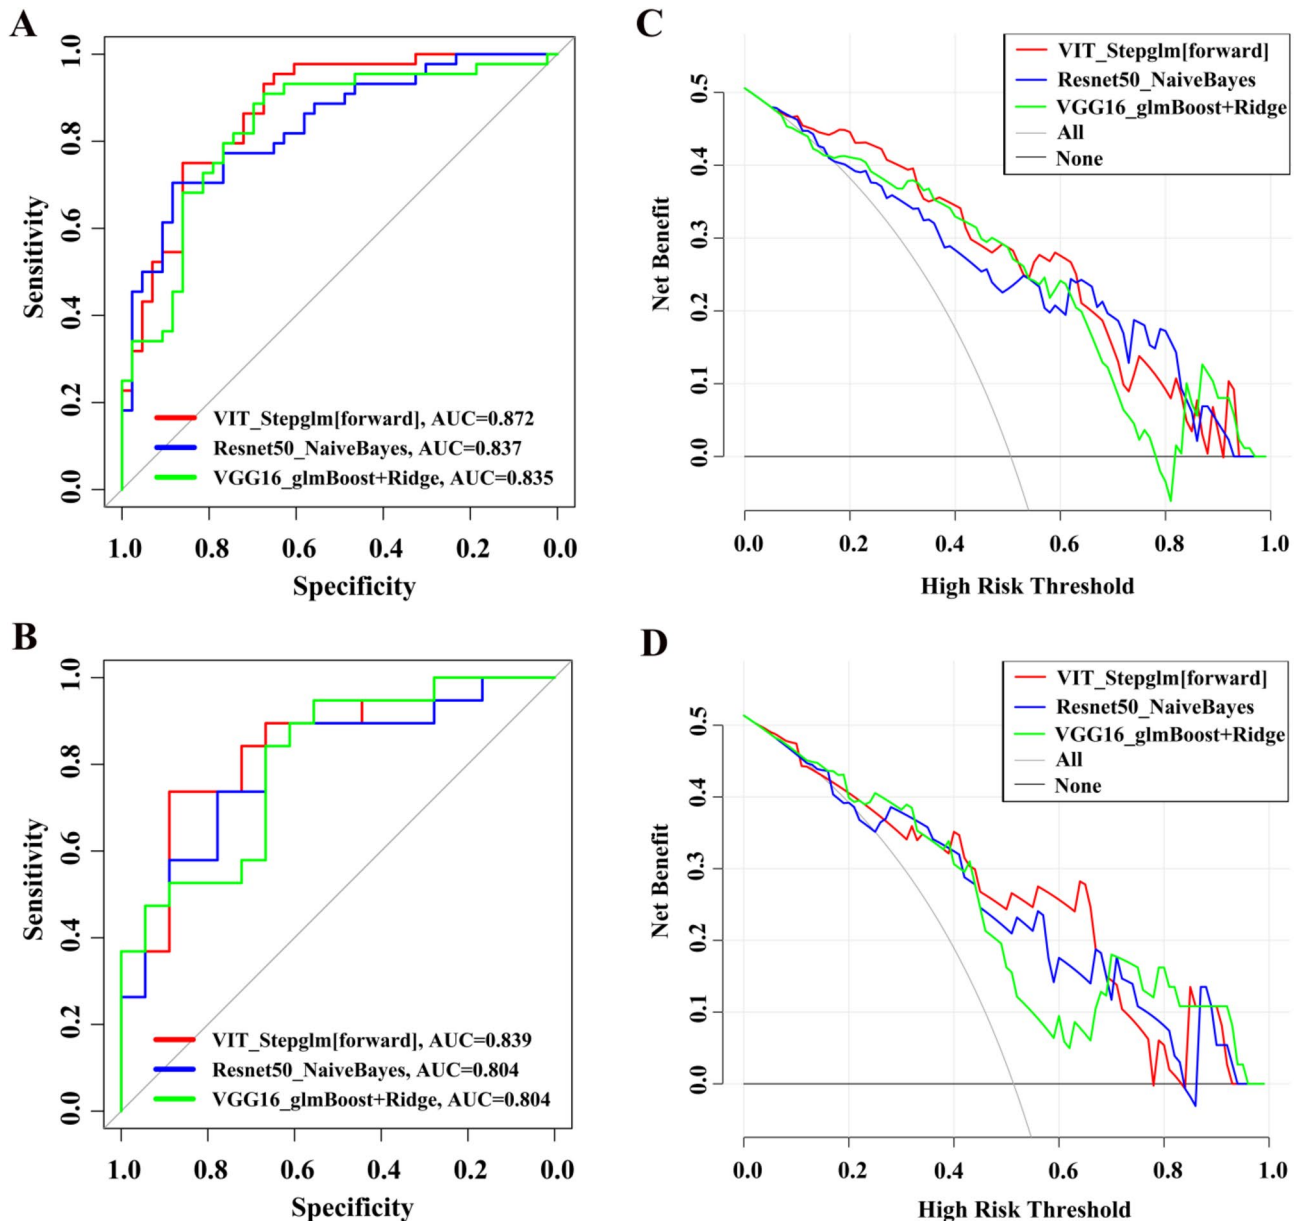 A
1.0
0.8
0.6
0.4
0.2
0.0
Sensitivity
VIT_Stepglm[forward], AUC=0.872
Resnet50_NaiveBayes, AUC=0.837
VGG16_glmBoost+Ridge, AUC=0.835
1.0 0.8 0.6 0.4 0.2 0.0
Specificity
C
VIT_Stepglm[forward]
Resnet50_NaiveBayes
VGG16_glmBoost+Ridge
All
None
0.5
0.4
0.3
0.2
0.1
0.0
Net Benefit
0.0 0.2 0.4 0.6 0.8 1.0
High Risk Threshold
B
1.0
0.8
0.6
0.4
0.2
0.0
Sensitivity
VIT_Stepglm[forward], AUC=0.839
Resnet50_NaiveBayes, AUC=0.804
VGG16_glmBoost+Ridge, AUC=0.804
1.0 0.8 0.6 0.4 0.2 0.0
Specificity
D
VIT_Stepglm[forward]
Resnet50_NaiveBayes
VGG16_glmBoost+Ridge
All
None
0.5
0.4
0.3
0.2
0.1
0.0
Net Benefit
0.0 0.2 0.4 0.6 0.8 1.0
High Risk Threshold